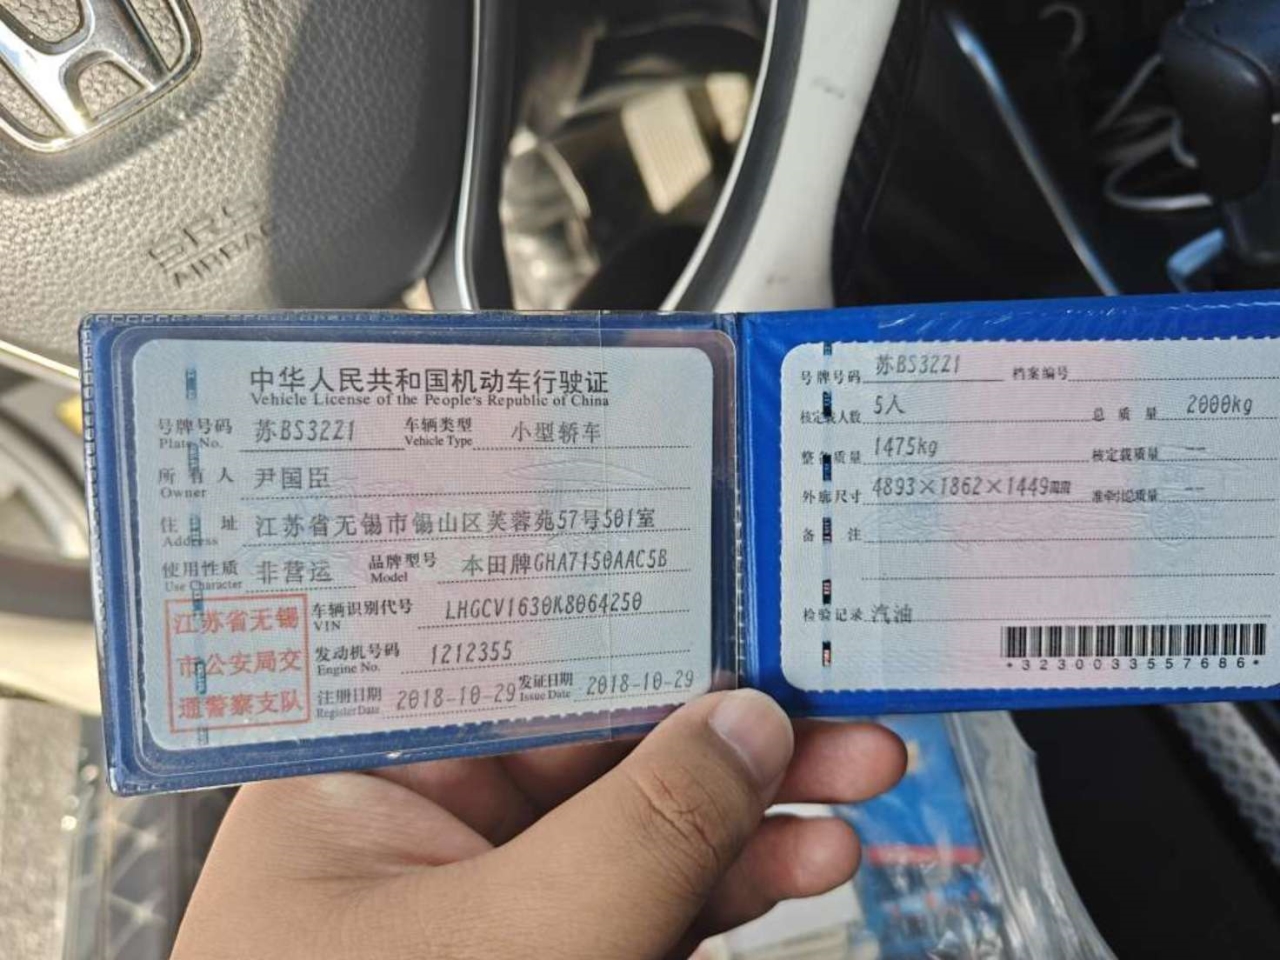 SRS
AIRBAG
中华人民共和国机动车行驶证
Vehicle License of the People's Republic of China
号牌号码 苏BS3221 车辆类型 小型轿车
Plate No. Vehicle Type
所有人 尹国臣
Owner
住址 江苏省无锡市锡山区芙蓉苑57号501室
Address
使用性质 非营运 品牌型号 本田牌GHA7150AAC5B
Use Character Model
江苏省无锡
市公安局交
通警察支队
车辆识别代号 LHGCV1630K8064250
VIN
发动机号码 1212355
Engine No.
注册日期 2018-10-29 发证日期 2018-10-29
Register Date Issue Date
号牌号码 苏BS3221 档案编号
核定载人数 5人 总质量 2000kg
整备质量 1475kg 核定载质量 --
外廓尺寸 4893×1862×1449mm 准牵引总质量 --
备注
检验记录 汽油
*3230033557686*